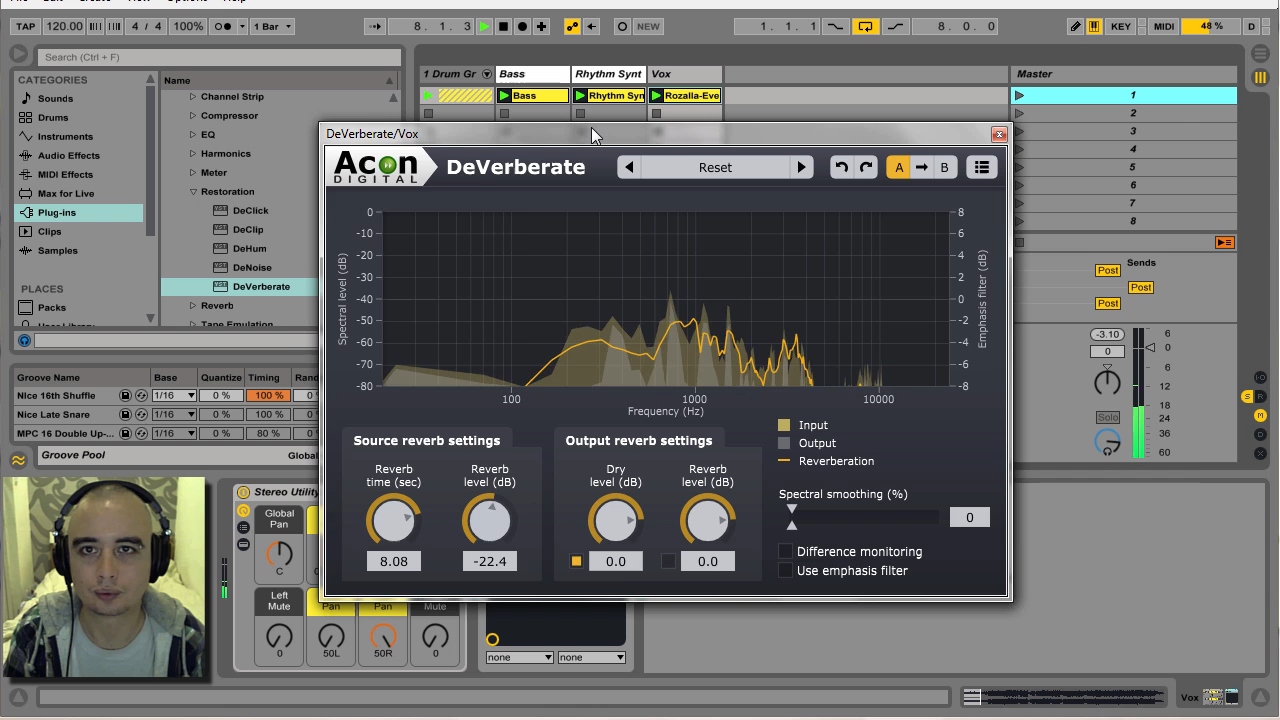 TAP 120.00 4 / 4 100% 1 Bar 8. 1. 3 NEW 1. 1. 1 8. 0. 0 KEY MIDI 48 % D
Search (Ctrl + F)
CATEGORIES
Sounds
Drums
Instruments
Audio Effects
MIDI Effects
Max for Live
Plug-ins
Clips
Samples
PLACES
Packs
Name
Channel Strip
Compressor
EQ
Harmonics
Meter
Restoration
DeClick
DeClip
DeHum
DeNoise
DeVerberate
Reverb
Tape Emulation
1 Drum Gr Bass Rhythm Synt Vox Master
Bass Rhythm Syn Rozalla-Eve 1
2
3
4
5
6
7
8
Sends
Post
Post
Post
-3.10
0
6
0
6
12
18
24
36
60
Solo
DeVerberate/Vox
Acon DIGITAL DeVerberate Reset A B
Spectral level (dB)
0
-10
-20
-30
-40
-50
-60
-70
-80
8
6
4
2
0
-2
-4
-6
-8
Emphasis filter (dB)
100 1000 10000
Frequency (Hz)
Source reverb settings
Reverb time (sec)
Reverb level (dB)
8.08 -22.4
Output reverb settings
Dry level (dB)
Reverb level (dB)
0.0 0.0
Input
Output
Reverberation
Spectral smoothing (%)
0
Difference monitoring
Use emphasis filter
Groove Name Base Quantize Timing Ran
Nice 16th Shuffle 1/16 0 % 100 % 0
Nice Late Snare 1/16 0 % 100 % 0
MPC 16 Double Up-... 1/16 0 % 80 % 0
Groove Pool Global
Stereo Utility
Global Pan
C
Left Mute
Pan
Pan
Mute
0 50L 50R 0
none none
Vox